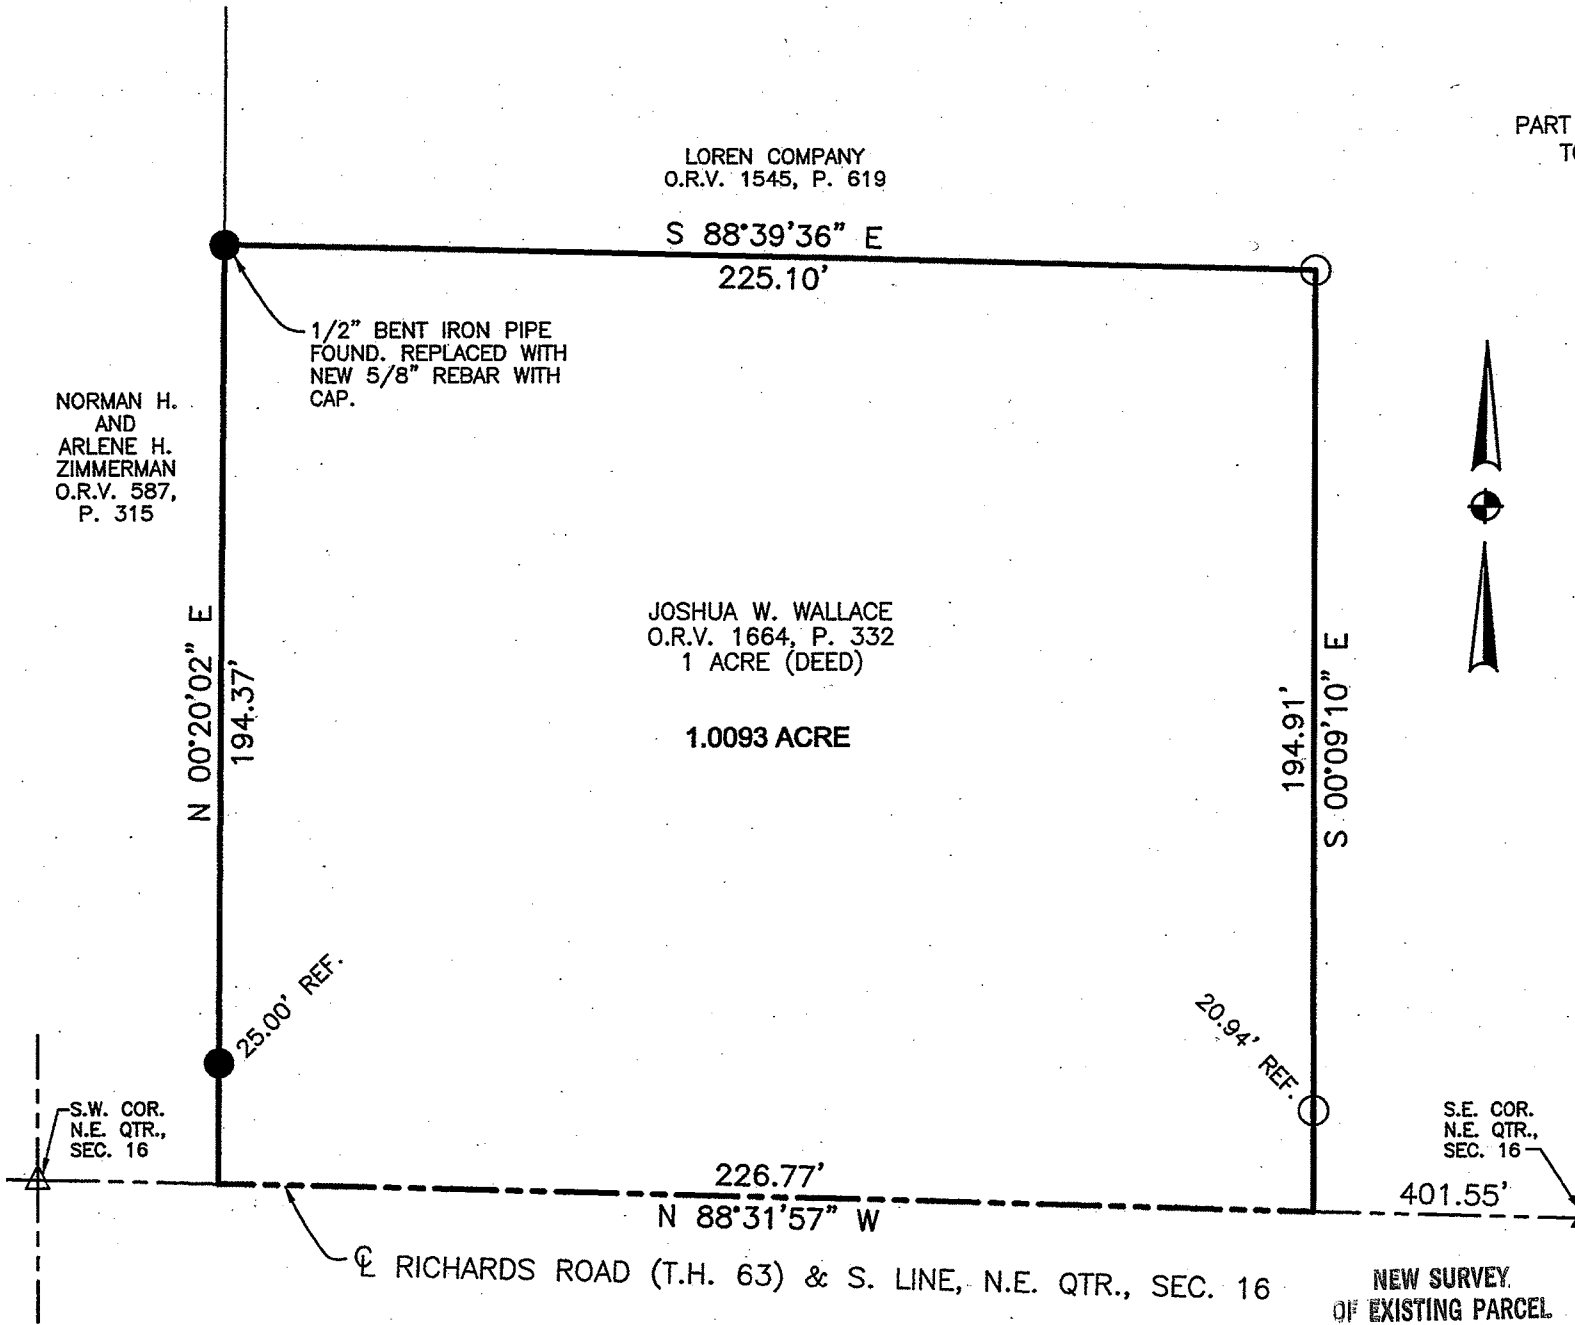 PART
LOREN COMPANY
O.R.V. 1545, P. 619
S 88°39'36" E
225.10'
1/2" BENT IRON PIPE
FOUND. REPLACED WITH
NEW 5/8" REBAR WITH
CAP.
NORMAN H.
AND
ARLENE H.
ZIMMERMAN
O.R.V. 587,
P. 315
N 00°20'02" E
194.37'
JOSHUA W. WALLACE
O.R.V. 1664, P. 332
1 ACRE (DEED)
1.0093 ACRE
194.91'
S 00°09'10" E
25.00' REF.
20.94' REF.
S.W. COR.
N.E. QTR.,
SEC. 16
S.E. COR.
N.E. QTR.,
SEC. 16
226.77'
N 88°31'57" W
401.55'
℄ RICHARDS ROAD (T.H. 63) & S. LINE, N.E. QTR., SEC. 16
NEW SURVEY
OF EXISTING PARCEL